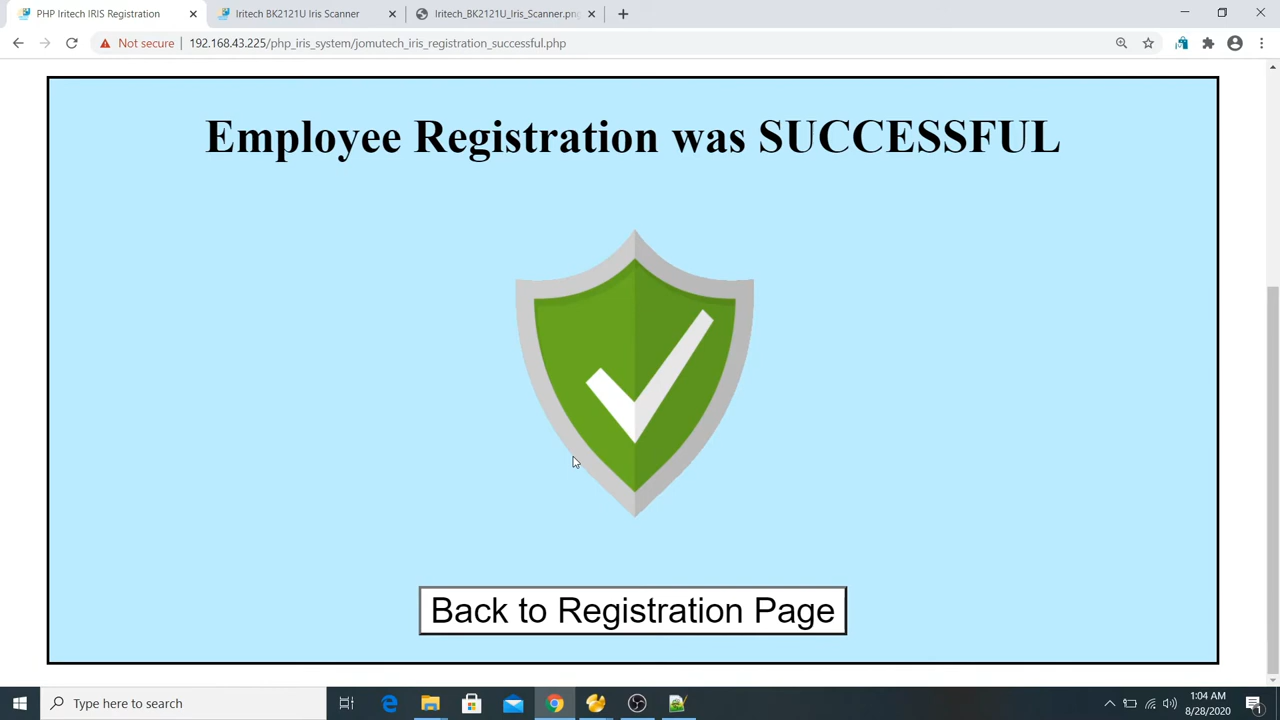 PHP Iritech IRIS Registration
Iritech BK2121U Iris Scanner
Iritech_BK2121U_Iris_Scanner.png
Not secure
192.168.43.225/php_iris_system/jomutech_iris_registration_successful.php
Employee Registration was SUCCESSFUL
Back to Registration Page
Type here to search
1:04 AM
8/28/2020
1